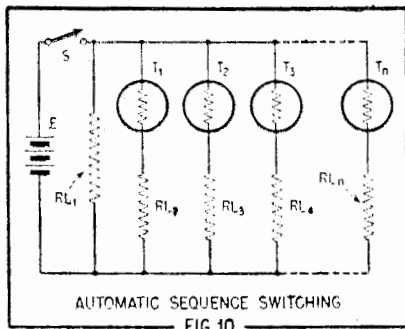 S
T1
T2
T3
Tn
E
RL1
RL2
RL3
RL4
RLn
AUTOMATIC SEQUENCE SWITCHING
FIG 10